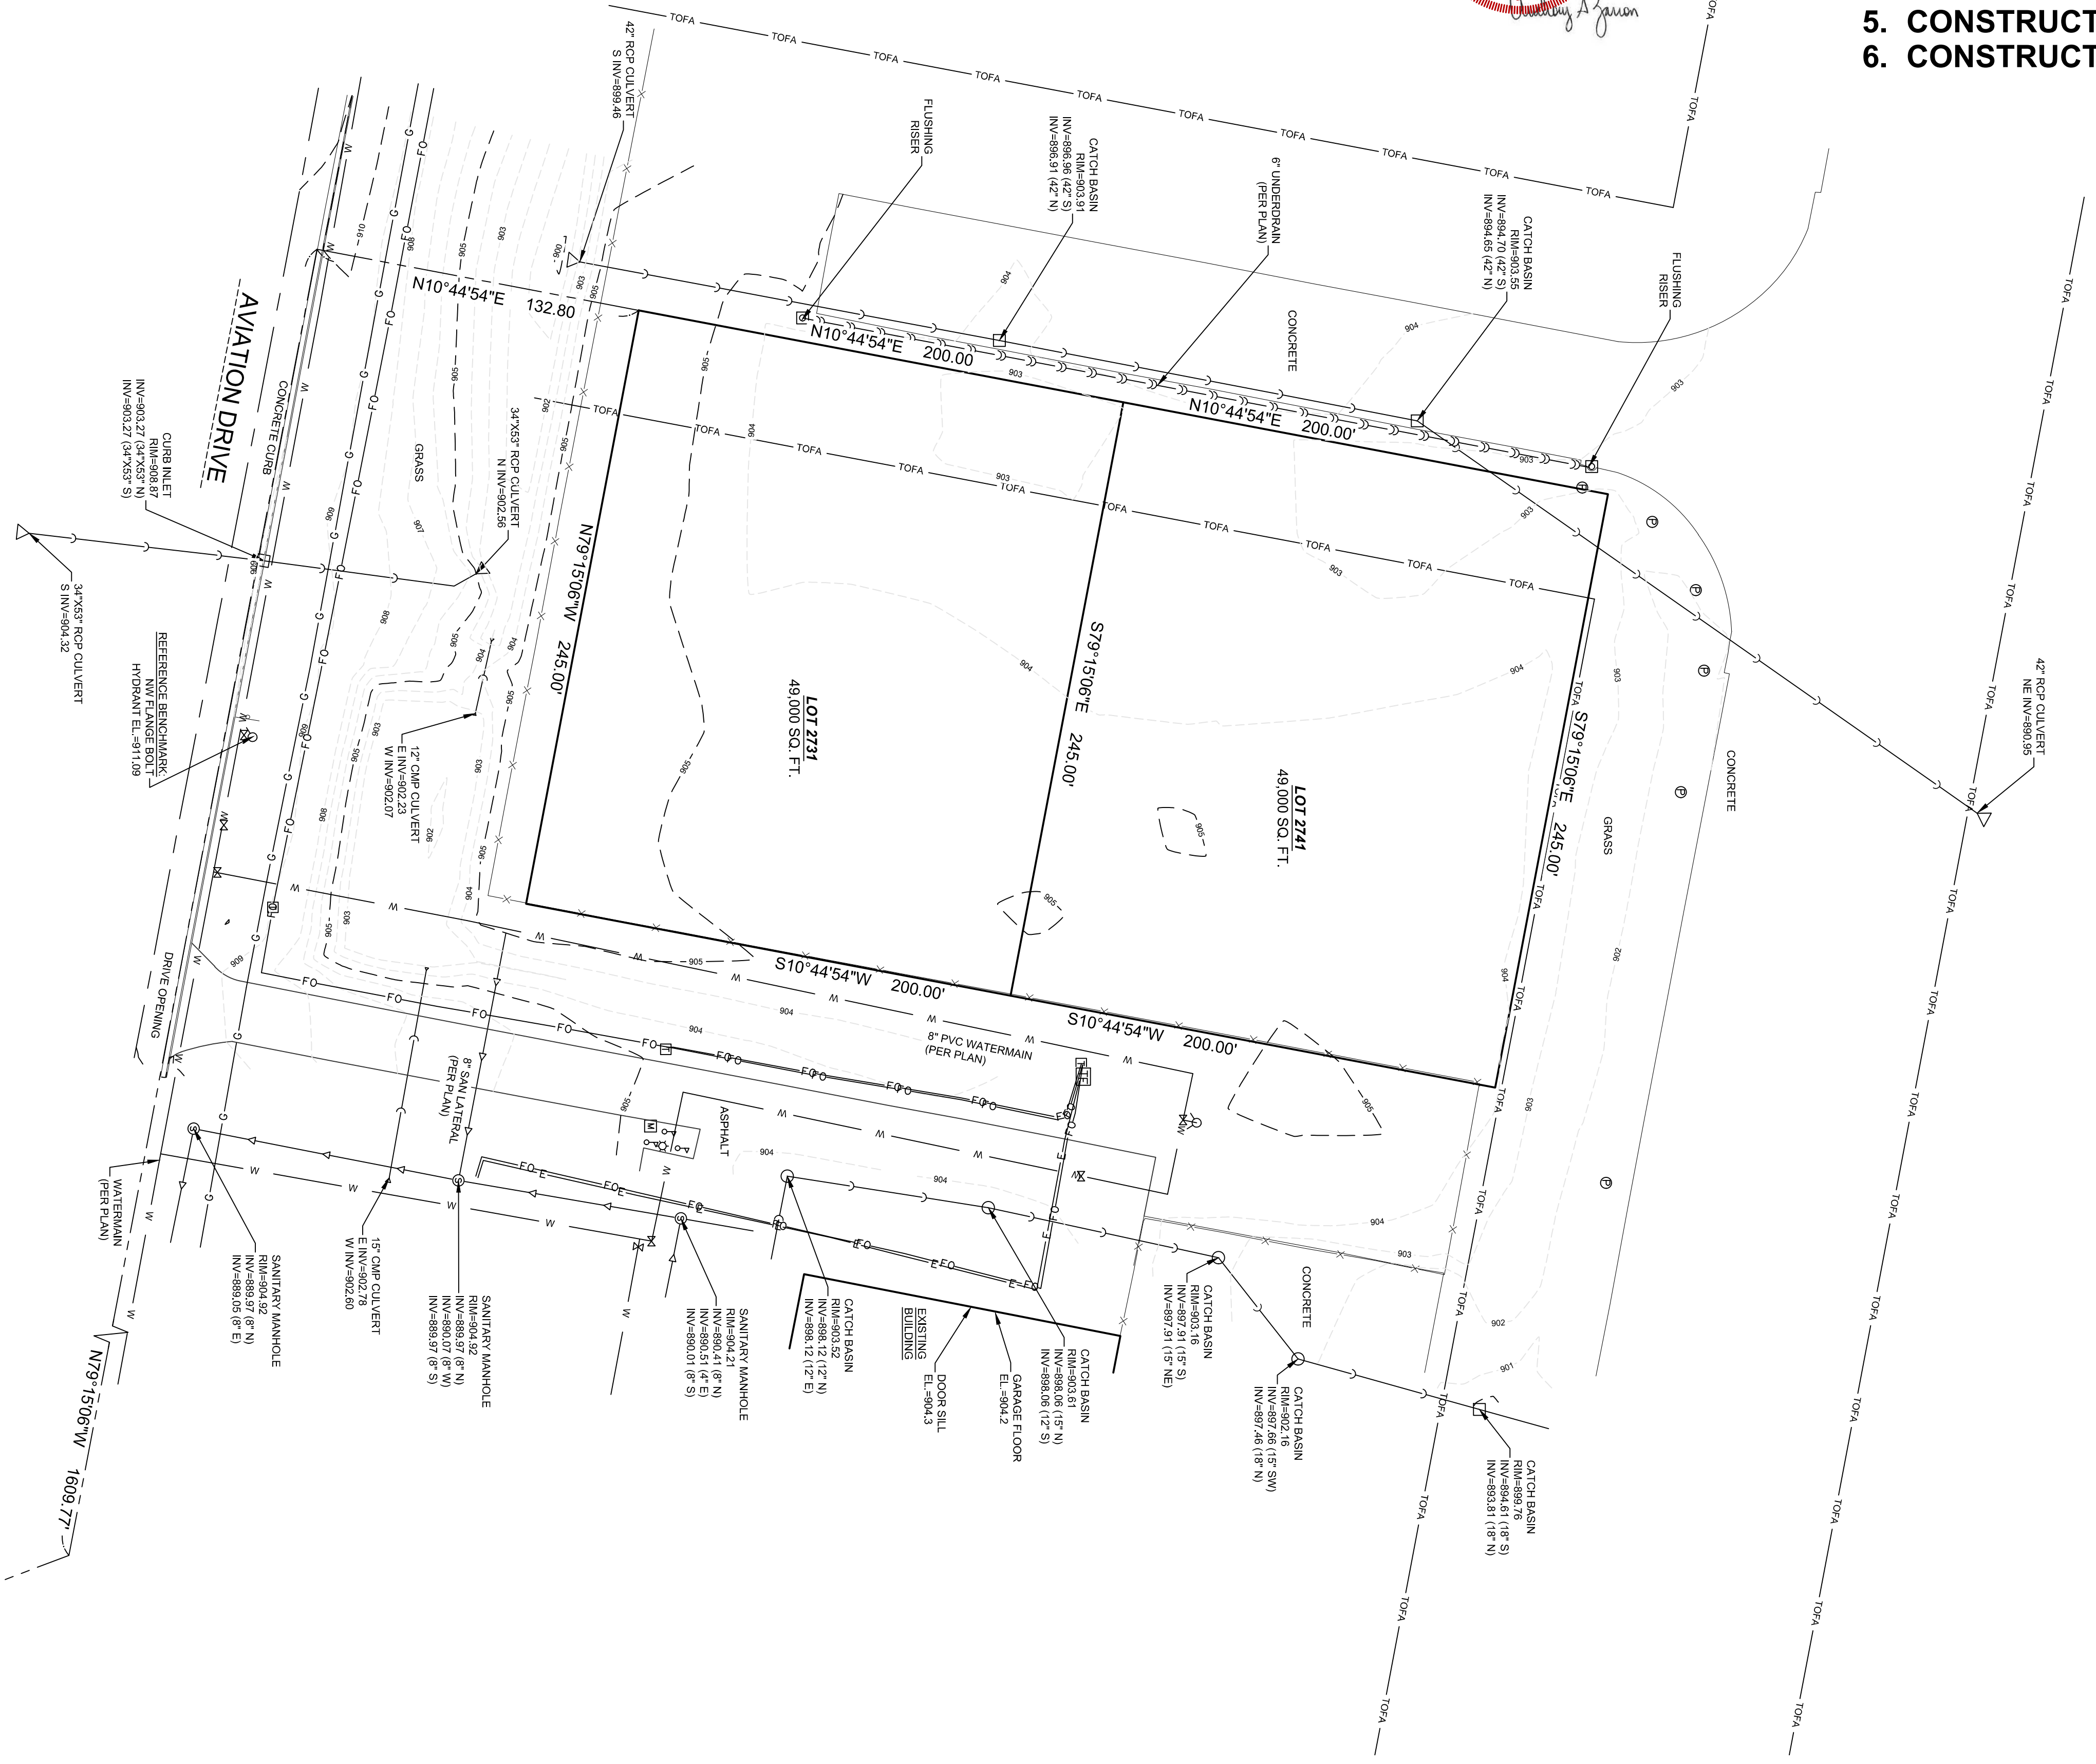 5. CONSTRUCT
6. CONSTRUCT
42" RCP CULVERT
S INV=899.46
FLUSHING
RISER
CATCH BASIN
RIM=903.91
INV=896.96 (42" S)
INV=896.91 (42" N)
6" UNDERDRAIN
(PER PLAN)
CATCH BASIN
RIM=903.55
INV=894.70 (42" S)
INV=894.65 (42" N)
FLUSHING
RISER
CONCRETE
42" RCP CULVERT
NE INV=890.95
N10°44'54"E 132.80
N10°44'54"E 200.00
N10°44'54"E 200.00'
AVIATION DRIVE
CONCRETE CURB
GRASS
34"X53" RCP CULVERT
N INV=902.56
CURB INLET
RIM=908.87
INV=903.27 (34"X53" N)
INV=903.27 (34"X53" S)
34"X53" RCP CULVERT
S INV=904.32
REFERENCE BENCHMARK:
NW FLANGE BOLT
HYDRANT EL.=911.09
N79°15'06"W 245.00'
LOT 2731
49,000 SQ. FT.
S79°15'06"E 245.00'
LOT 2741
49,000 SQ. FT.
S79°15'06"E 245.00'
GRASS
CONCRETE
12" CMP CULVERT
E INV=902.23
W INV=902.07
DRIVE OPENING
S10°44'54"W 200.00'
S10°44'54"W 200.00'
8" PVC WATERMAIN
(PER PLAN)
8" SAN LATERAL
(PER PLAN)
ASPHALT
WATERMAIN
(PER PLAN)
SANITARY MANHOLE
RIM=904.92
INV=889.97 (8" N)
INV=889.05 (8" E)
15" CMP CULVERT
E INV=902.78
W INV=902.60
SANITARY MANHOLE
RIM=904.92
INV=889.97 (8" N)
INV=890.07 (8" W)
INV=889.97 (8" S)
SANITARY MANHOLE
RIM=904.21
INV=890.41 (8" N)
INV=890.51 (4" E)
INV=890.01 (8" S)
CATCH BASIN
RIM=903.52
INV=898.12 (12" N)
INV=898.12 (12" E)
EXISTING
BUILDING
DOOR SILL
EL.=904.3
GARAGE FLOOR
EL.=904.2
CATCH BASIN
RIM=903.61
INV=898.06 (15" N)
INV=898.06 (12" S)
CATCH BASIN
RIM=903.16
INV=897.91 (15" S)
INV=897.91 (15" NE)
CONCRETE
CATCH BASIN
RIM=902.16
INV=897.66 (15" SW)
INV=897.46 (18" N)
CATCH BASIN
RIM=899.76
INV=894.61 (18" S)
INV=893.81 (18" N)
N79°15'06"W 1609.77'